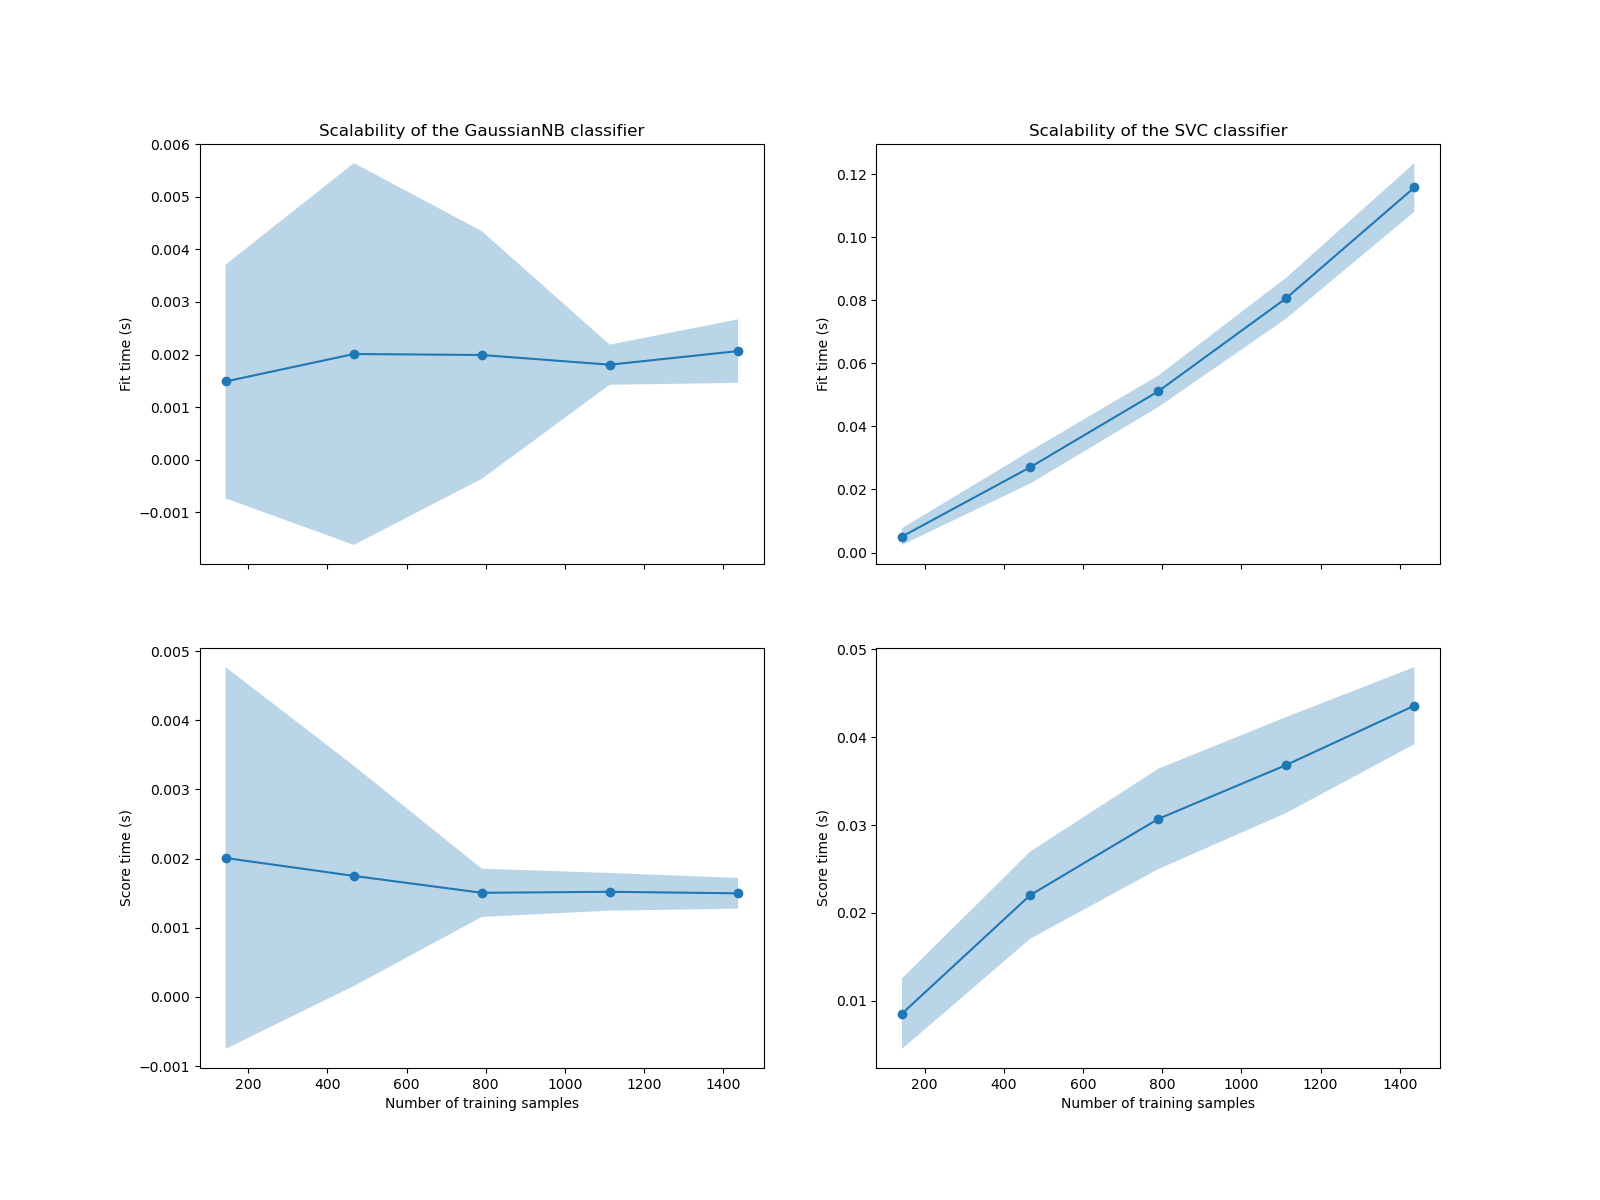 Scalability of the GaussianNB classifier
0.006
0.005
0.004
0.003
0.002
0.001
0.000
−0.001
Fit time (s)
Scalability of the SVC classifier
0.12
0.10
0.08
0.06
0.04
0.02
0.00
Fit time (s)
0.005
0.004
0.003
0.002
0.001
0.000
−0.001
Score time (s)
200 400 600 800 1000 1200 1400
Number of training samples
0.05
0.04
0.03
0.02
0.01
Score time (s)
200 400 600 800 1000 1200 1400
Number of training samples